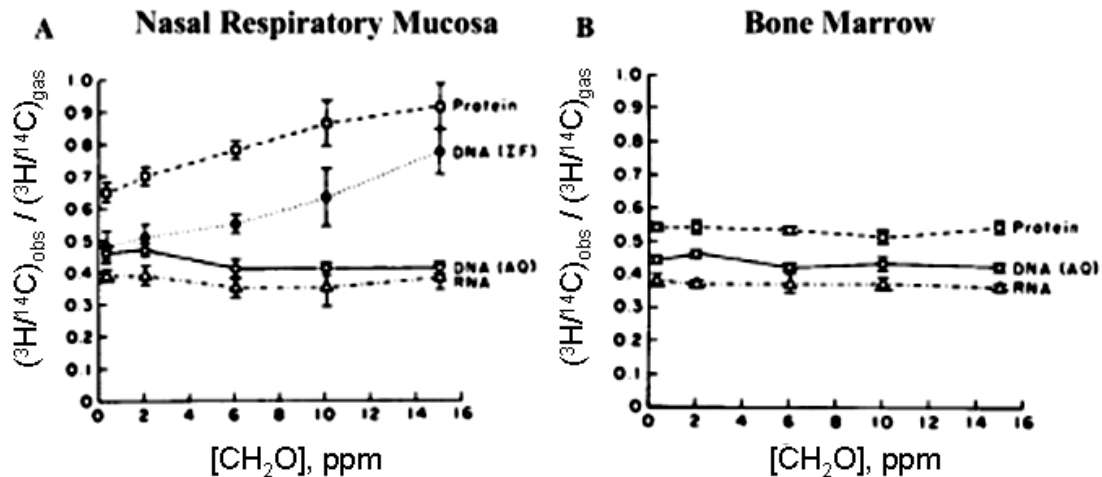 A Nasal Respiratory Mucosa
B Bone Marrow
(³H/¹⁴C)obs / (³H/¹⁴C)gas
1.0
0.9
0.8
0.7
0.6
0.5
0.4
0.3
0.2
0.1
0
Protein
DNA (IF)
DNA (AQ)
RNA
0 2 4 6 8 10 12 14 16
[CH₂O], ppm
(³H/¹⁴C)obs / (³H/¹⁴C)gas
1.0
0.9
0.8
0.7
0.6
0.5
0.4
0.3
0.2
0.1
0
Protein
DNA (AQ)
RNA
0 2 4 6 8 10 12 14 16
[CH₂O], ppm